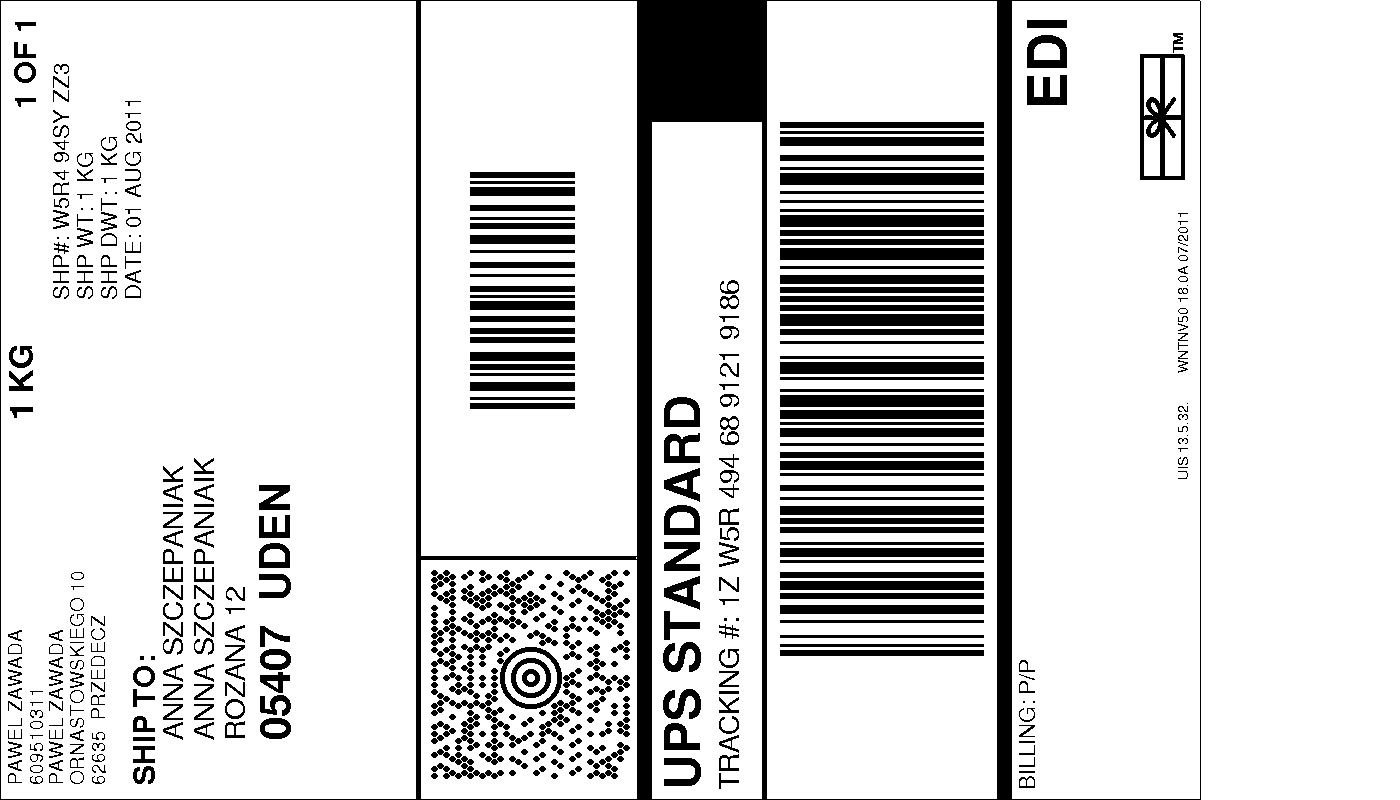 PAWEL ZAWADA
609510311
PAWEL ZAWADA
ORNASTOWSKIEGO 10
62635 PRZEDECZ
1 KG
1 OF 1
SHP#: W5R4 94SY ZZ3
SHP WT: 1 KG
SHP DWT: 1 KG
DATE: 01 AUG 2011
SHIP TO:
ANNA SZCZEPANIAK
ANNA SZCZEPANIAIK
ROZANA 12
05407 UDEN
UPS STANDARD
TRACKING #: 1Z W5R 494 68 9121 9186
BILLING: P/P
EDI
UIS 13.5.32. WNTNV50 18.0A 07/2011
TM